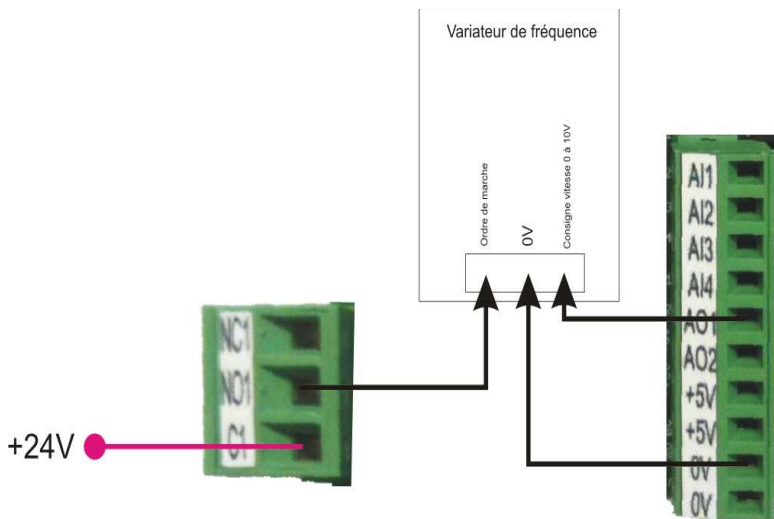 Variateur de fréquence
Ordre de marche
0V
Consigne vitesse 0 à 10V
NC1
NO1
C1
+24V
AI1
AI2
AI3
AI4
AO1
AO2
+5V
+5V
0V
0V